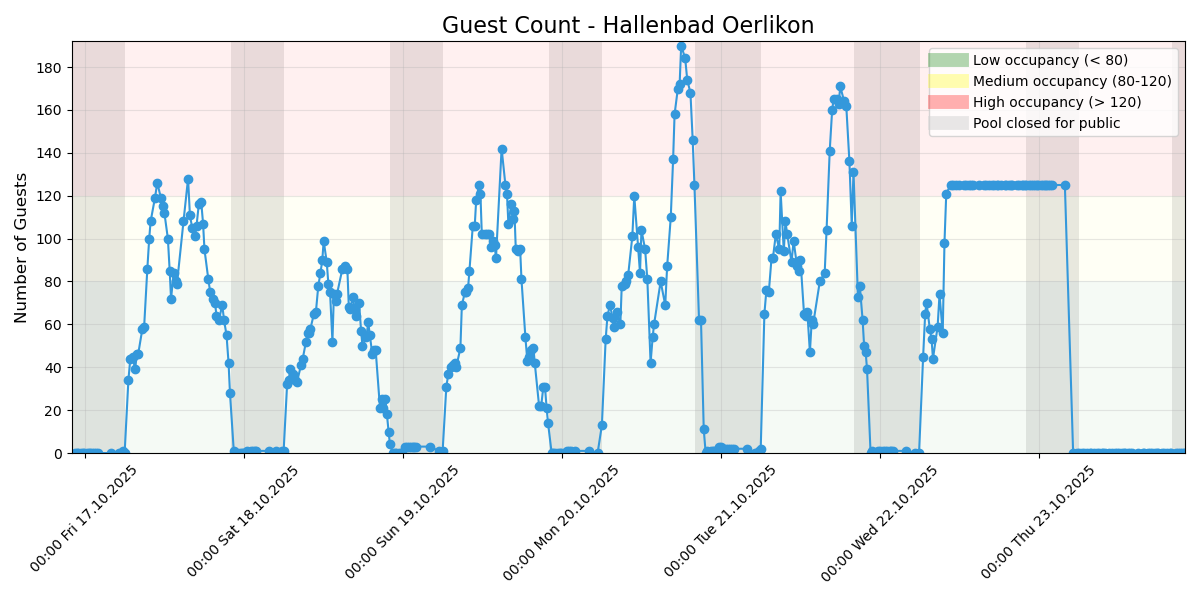 Guest Count - Hallenbad Oerlikon
Number of Guests
180
160
140
120
100
80
60
40
20
0
Low occupancy (< 80)
Medium occupancy (80-120)
High occupancy (> 120)
Pool closed for public
00:00 Fri 17.10.2025
00:00 Sat 18.10.2025
00:00 Sun 19.10.2025
00:00 Mon 20.10.2025
00:00 Tue 21.10.2025
00:00 Wed 22.10.2025
00:00 Thu 23.10.2025